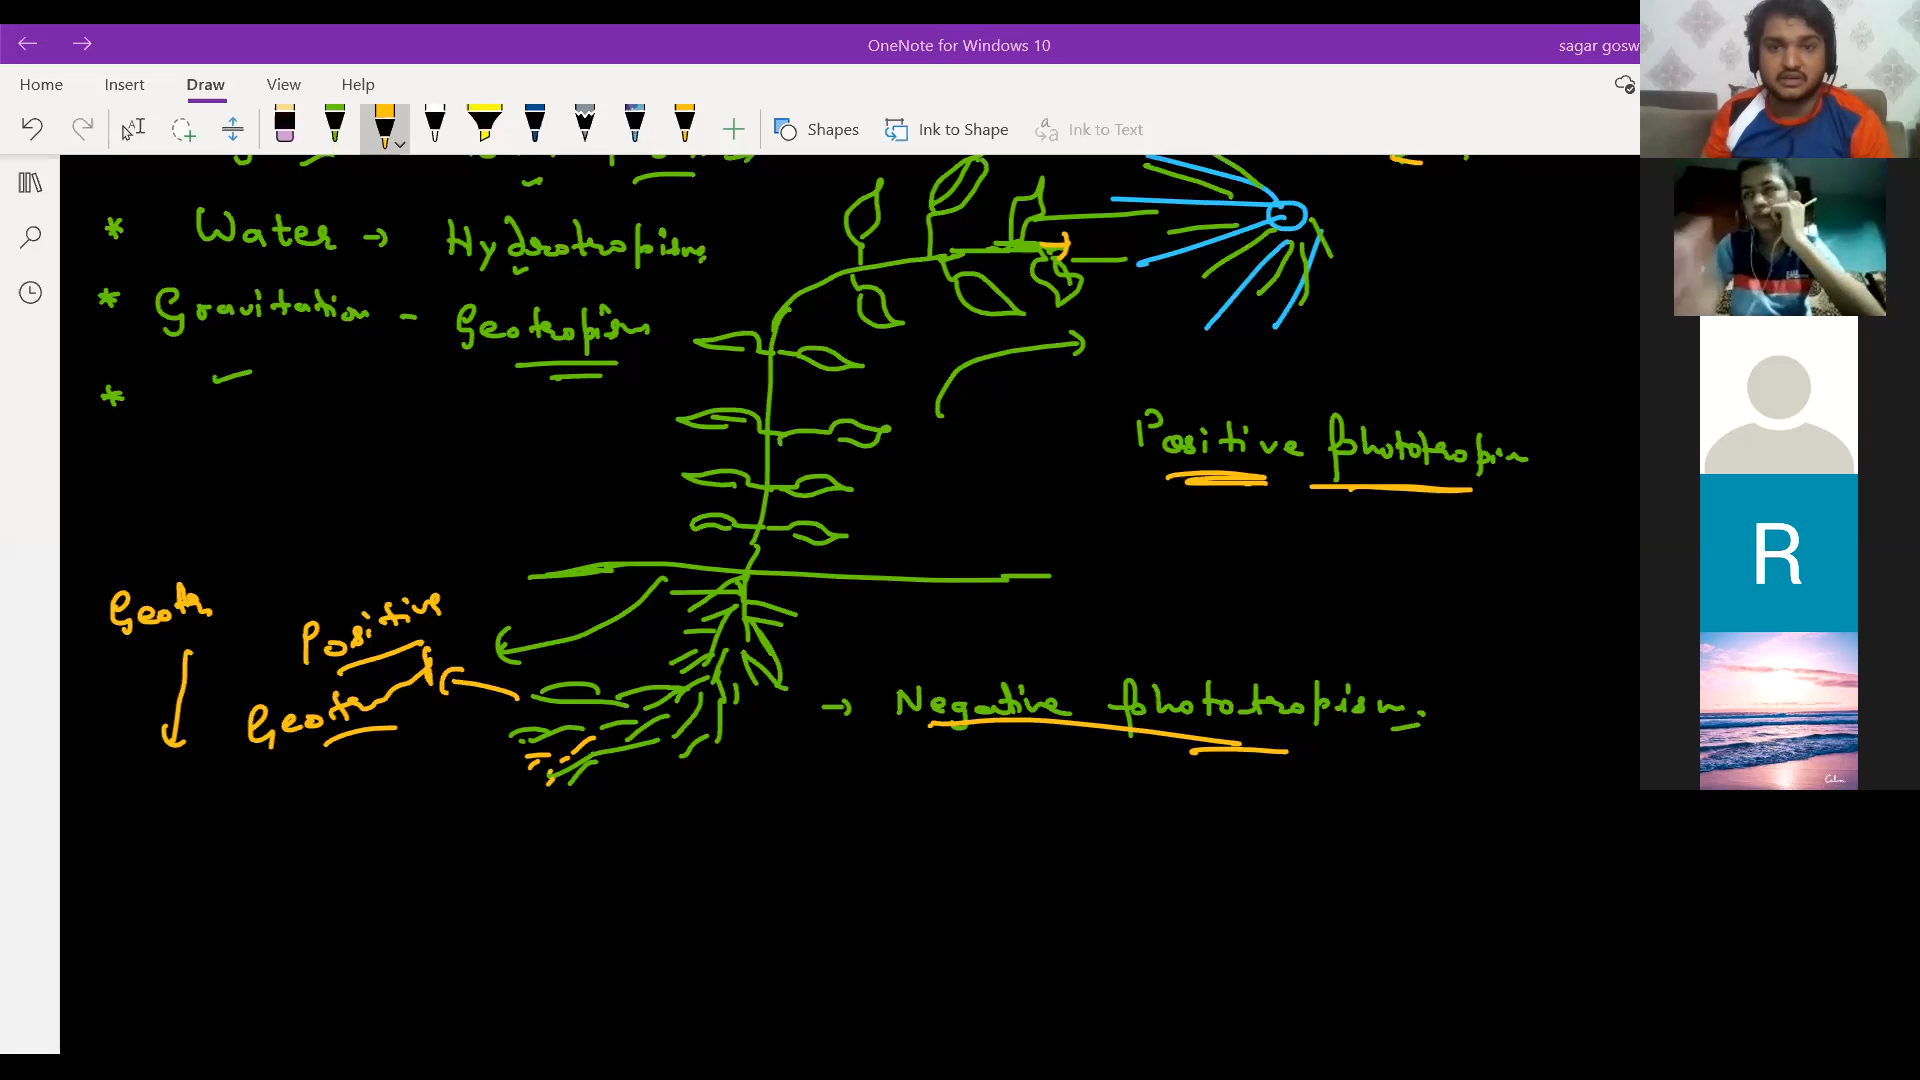 OneNote for Windows 10
sagar gosw
Home Insert Draw View Help
Shapes Ink to Shape Ink to Text
* Water → Hydrotropism
* Gravitation - Geotropism
*
Positive phototropism
Geotr
Positive
Geotr
→ Negative phototropism.
R
Calm